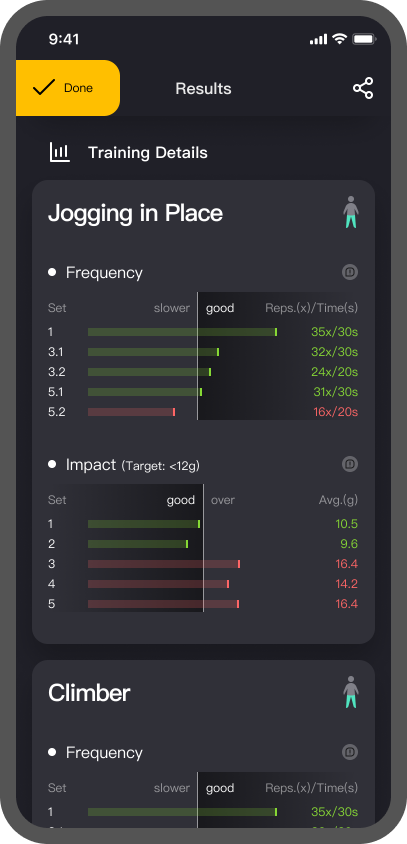 9:41
Done
Results
Training Details
Jogging in Place
Frequency
Set slower good Reps.(x)/Time(s)
1 35x/30s
3.1 32x/30s
3.2 24x/20s
5.1 31x/30s
5.2 16x/20s
Impact (Target: <12g)
Set good over Avg.(g)
1 10.5
2 9.6
3 16.4
4 14.2
5 16.4
Climber
Frequency
Set slower good Reps.(x)/Time(s)
1 35x/30s